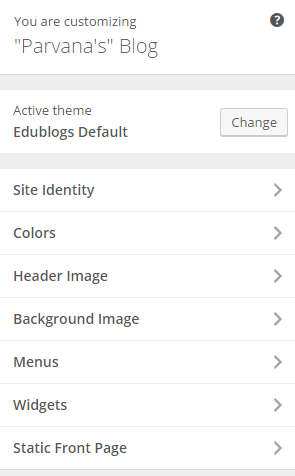 You are customizing
"Parvana's" Blog
Active theme
Edublogs Default
Change
Site Identity
Colors
Header Image
Background Image
Menus
Widgets
Static Front Page